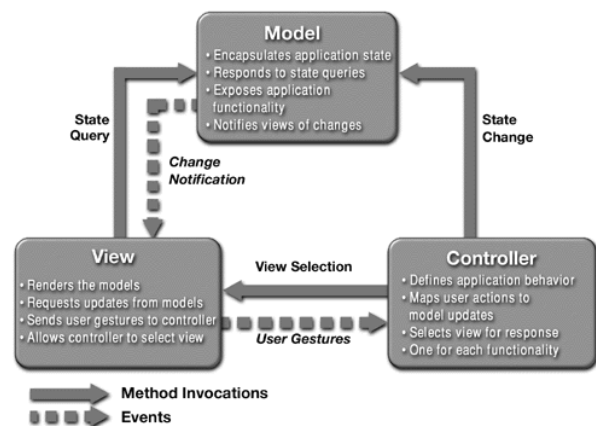 Model
• Encapsulates application state
• Responds to state queries
• Exposes application
functionality
• Notifies views of changes
State
Query
State
Change
Change
Notification
View
• Renders the models
• Requests updates from models
• Sends user gestures to controller
• Allows controller to select view
View Selection
User Gestures
Controller
• Defines application behavior
• Maps user actions to
model updates
• Selects view for response
• One for each functionality
Method Invocations
Events